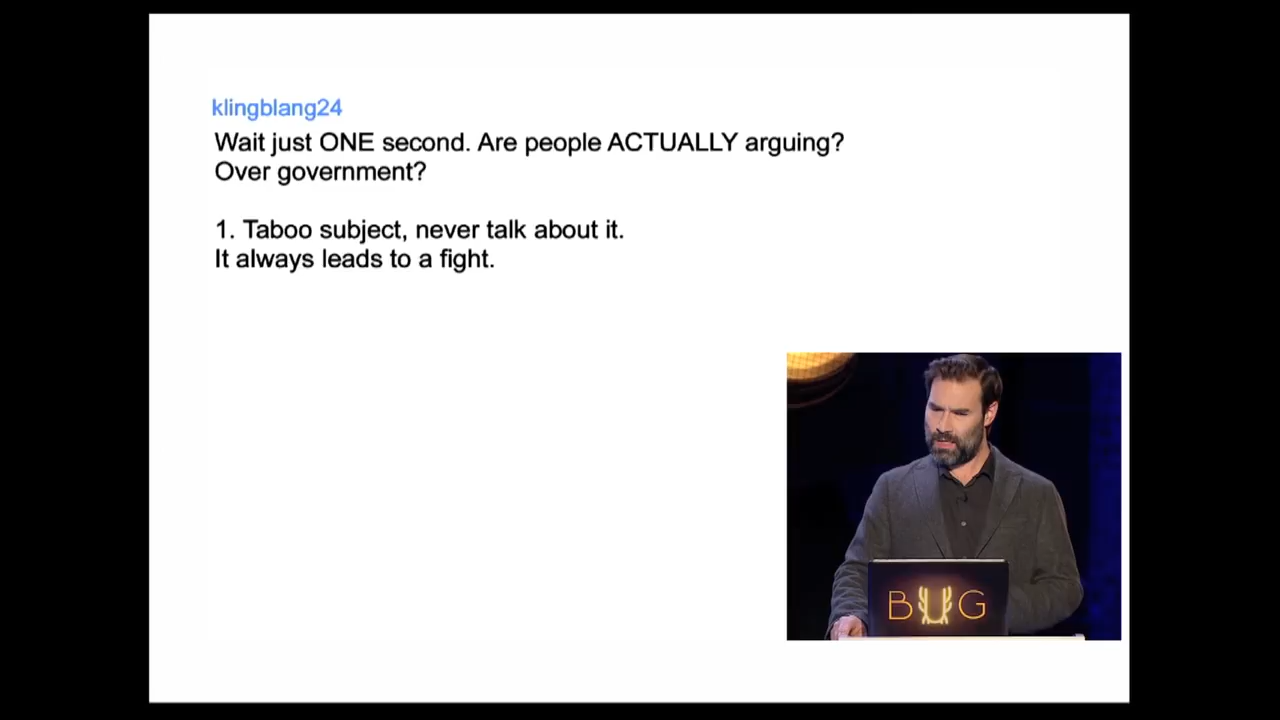 klingblang24
Wait just ONE second. Are people ACTUALLY arguing?
Over government?
1. Taboo subject, never talk about it.
It always leads to a fight.
BUG